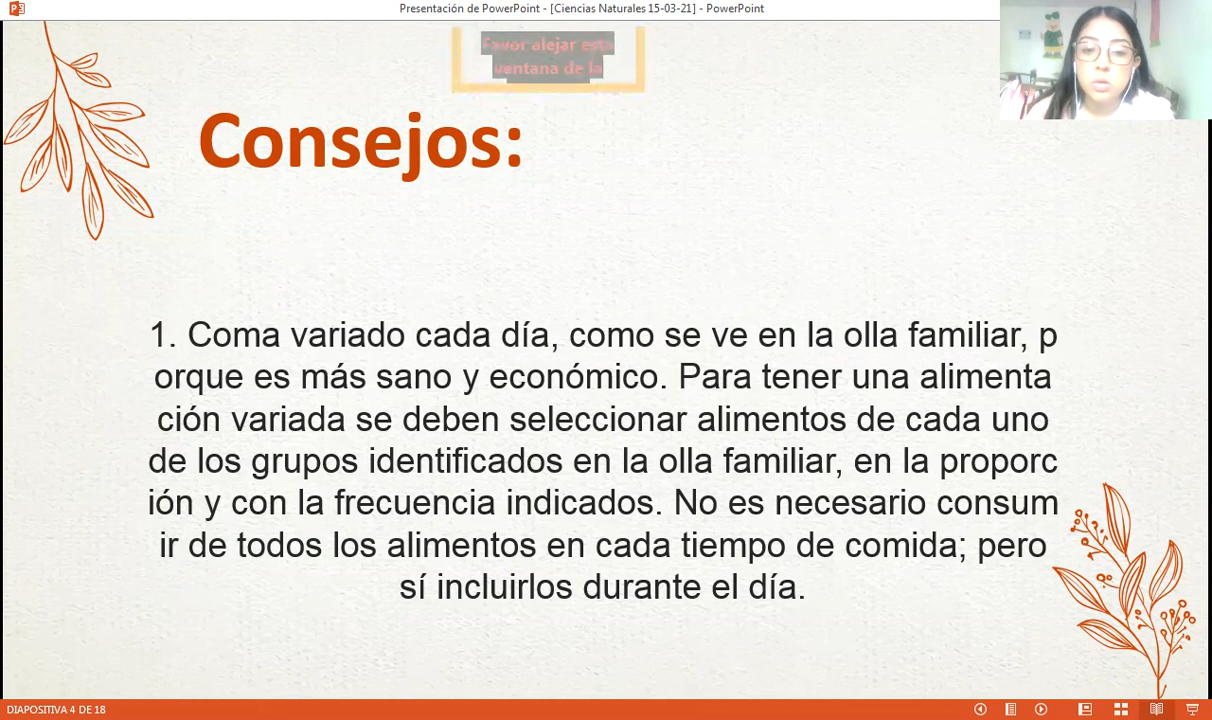 Presentación de PowerPoint - [Ciencias Naturales 15-03-21] - PowerPoint
Favor alejar esta
ventana de la
Consejos:
1. Coma variado cada día, como se ve en la olla familiar, p
orque es más sano y económico. Para tener una alimenta
ción variada se deben seleccionar alimentos de cada uno
de los grupos identificados en la olla familiar, en la proporc
ión y con la frecuencia indicados. No es necesario consum
ir de todos los alimentos en cada tiempo de comida; pero
sí incluirlos durante el día.
DIAPOSITIVA 4 DE 18